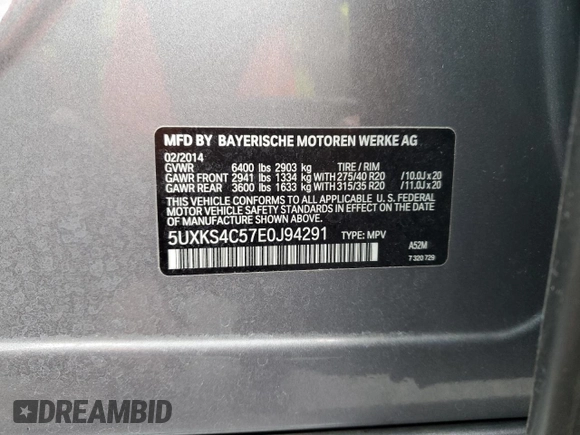 MFD BY BAYERISCHE MOTOREN WERKE AG
02/2014
GVWR 6400 lbs 2903 kg TIRE / RIM
GAWR FRONT 2941 lbs 1334 kg WITH 275/40 R20 /10.0J x 20
GAWR REAR 3600 lbs 1633 kg WITH 315/35 R20 /11.0J x 20
THIS VEHICLE CONFORMS TO ALL APPLICABLE U. S. FEDERAL
MOTOR VEHICLE SAFETY STANDARDS IN EFFECT ON THE DATE
OF MANUFACTURE SHOWN ABOVE.
5UXKS4C57E0J94291 TYPE: MPV
A52M
7 320 729
DREAMBID